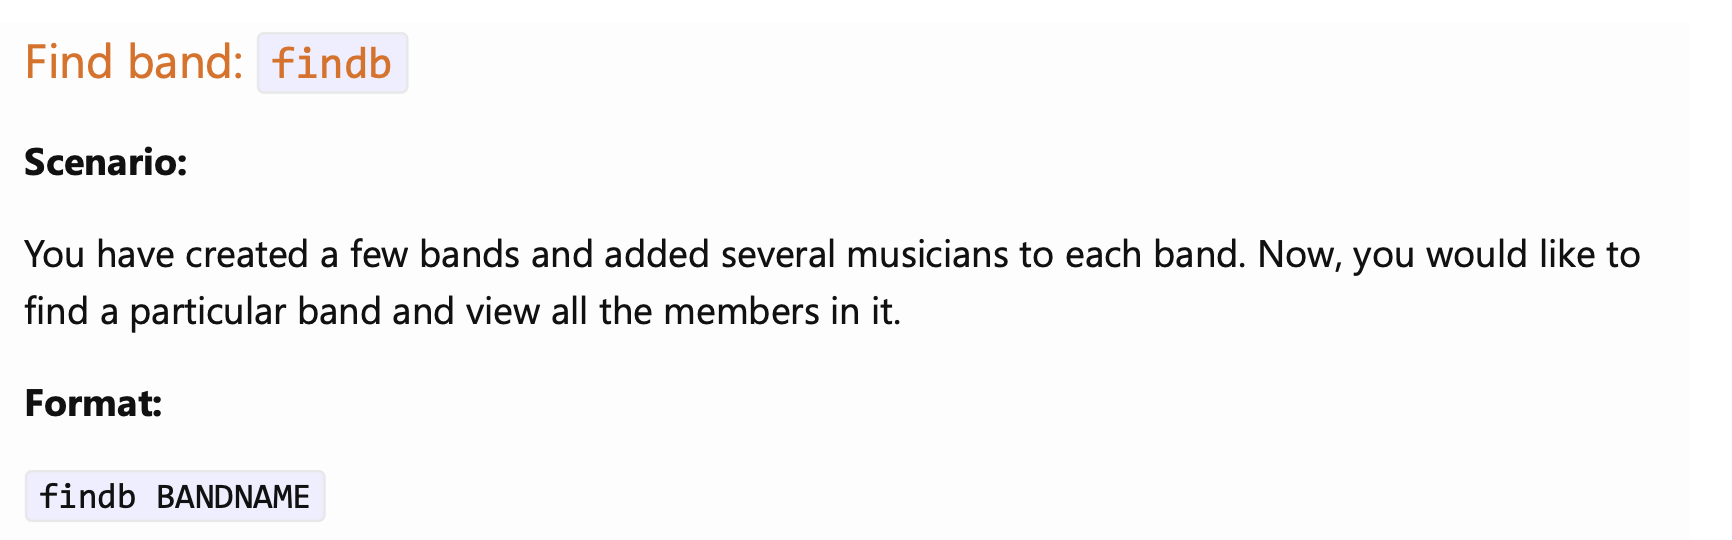 Find band: findb
Scenario:
You have created a few bands and added several musicians to each band. Now, you would like to
find a particular band and view all the members in it.
Format:
findb BANDNAME